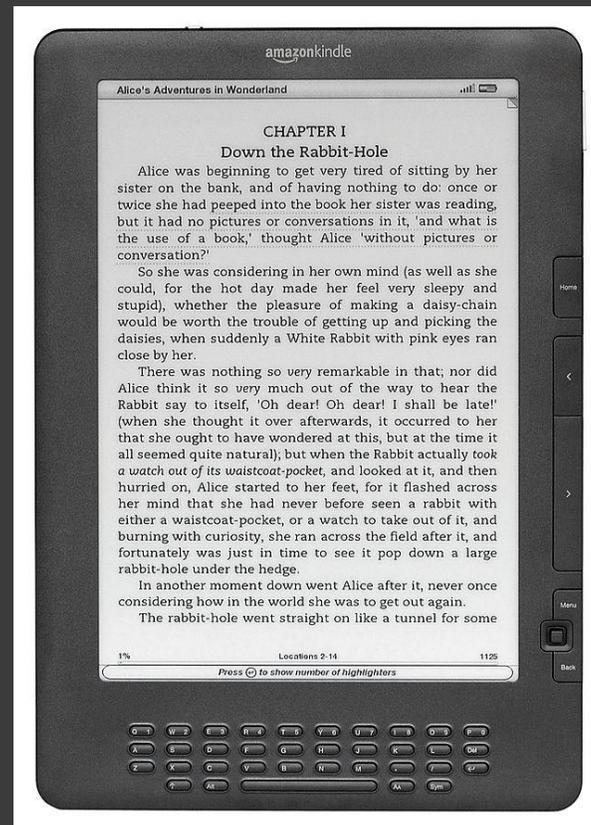 amazonkindle
Alice's Adventures in Wonderland
CHAPTER I
Down the Rabbit-Hole
Alice was beginning to get very tired of sitting by her
sister on the bank, and of having nothing to do: once or
twice she had peeped into the book her sister was reading,
but it had no pictures or conversations in it, 'and what is
the use of a book,' thought Alice 'without pictures or
conversation?'
So she was considering in her own mind (as well as she
could, for the hot day made her feel very sleepy and
stupid), whether the pleasure of making a daisy-chain
would be worth the trouble of getting up and picking the
daisies, when suddenly a White Rabbit with pink eyes ran
close by her.
There was nothing so very remarkable in that; nor did
Alice think it so very much out of the way to hear the
Rabbit say to itself, 'Oh dear! Oh dear! I shall be late!'
(when she thought it over afterwards, it occurred to her
that she ought to have wondered at this, but at the time it
all seemed quite natural); but when the Rabbit actually took
a watch out of its waistcoat-pocket, and looked at it, and then
hurried on, Alice started to her feet, for it flashed across
her mind that she had never before seen a rabbit with
either a waistcoat-pocket, or a watch to take out of it, and
burning with curiosity, she ran across the field after it, and
fortunately was just in time to see it pop down a large
rabbit-hole under the hedge.
In another moment down went Alice after it, never once
considering how in the world she was to get out again.
The rabbit-hole went straight on like a tunnel for some
1% Locations 2-14 1125
Press to show number of highlighters
Home
<
>
Menu
Back
Q 1 W 2 E 3 R 4 T 5 Y 6 U 7 I 8 O 9 P 0
A S D F G H J K L Del
Z X C V B N M .
Alt AA Sym